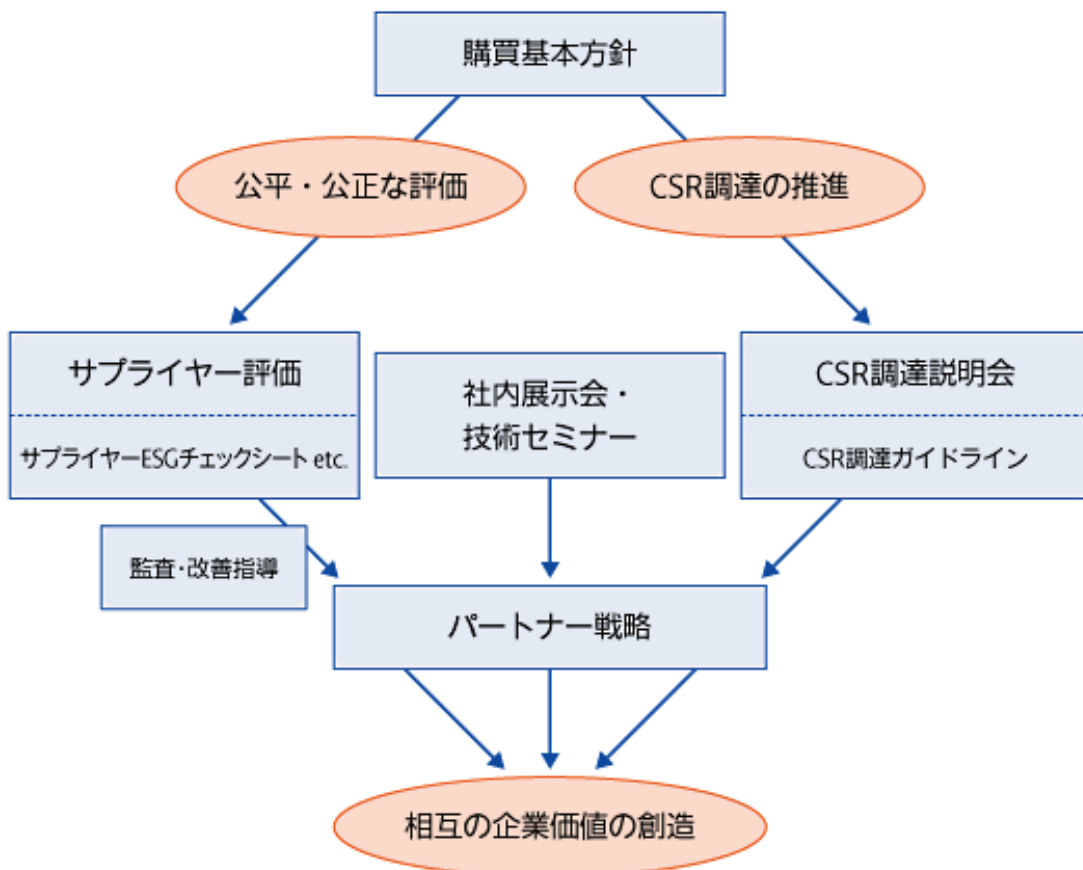 購買基本方針
公平・公正な評価
CSR調達の推進
サプライヤー評価
サプライヤーESGチェックシート etc.
社内展示会・
技術セミナー
CSR調達説明会
CSR調達ガイドライン
監査・改善指導
パートナー戦略
相互の企業価値の創造